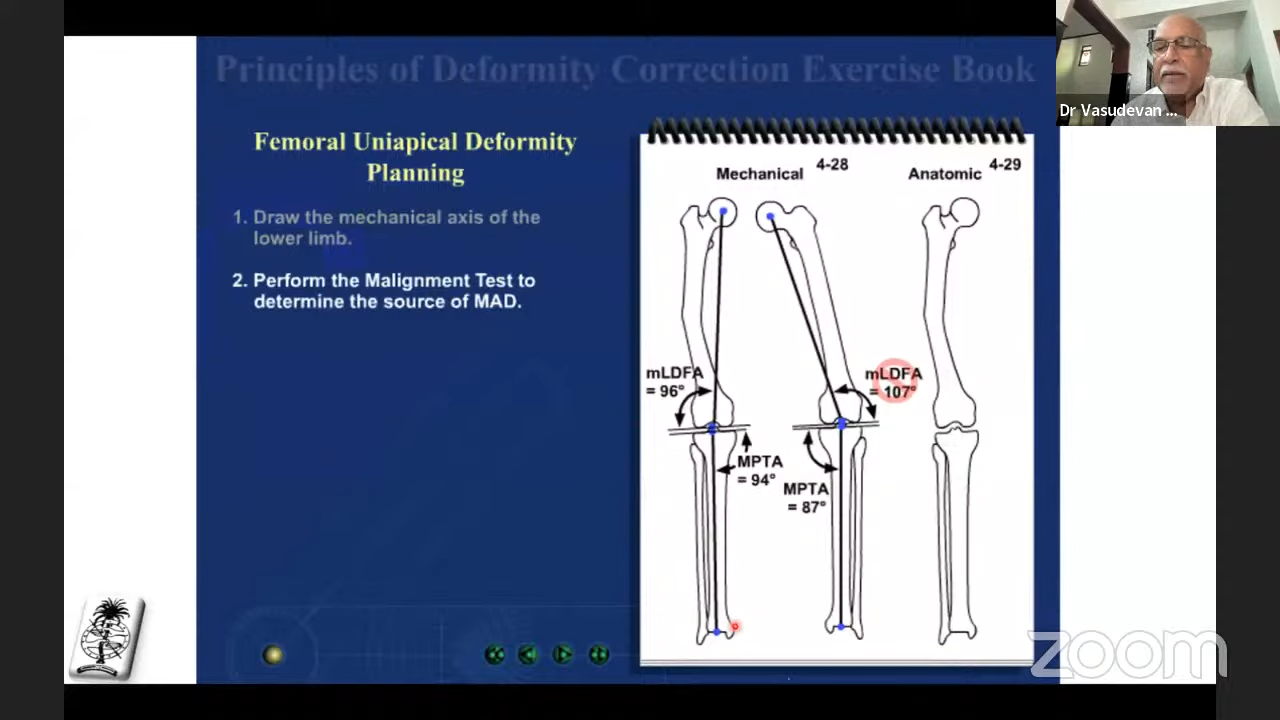 Principles of Deformity Correction Exercise Book
Dr Vasudevan ...
Femoral Uniapical Deformity
Planning
1. Draw the mechanical axis of the
lower limb.
2. Perform the Malignment Test to
determine the source of MAD.
Mechanical 4-28
Anatomic 4-29
mLDFA
= 96°
mLDFA
= 107°
MPTA
= 94°
MPTA
= 87°
zoom